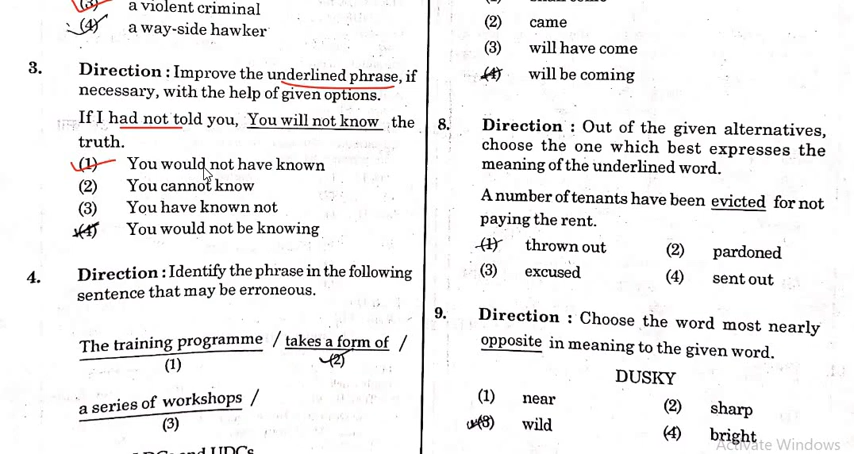 (3) a violent criminal
(4) a way-side hawker
3. Direction : Improve the underlined phrase, if
necessary, with the help of given options.
If I had not told you, You will not know the
truth.
(1) You would not have known
(2) You cannot know
(3) You have known not
(4) You would not be knowing
4. Direction : Identify the phrase in the following
sentence that may be erroneous.
The training programme / takes a form of /
(1) (2)
a series of workshops /
(3)
and UDCs
(2) came
(3) will have come
(4) will be coming
8. Direction : Out of the given alternatives,
choose the one which best expresses the
meaning of the underlined word.
A number of tenants have been evicted for not
paying the rent.
(1) thrown out (2) pardoned
(3) excused (4) sent out
9. Direction : Choose the word most nearly
opposite in meaning to the given word.
DUSKY
(1) near (2) sharp
(3) wild (4) bright
Activate Windows